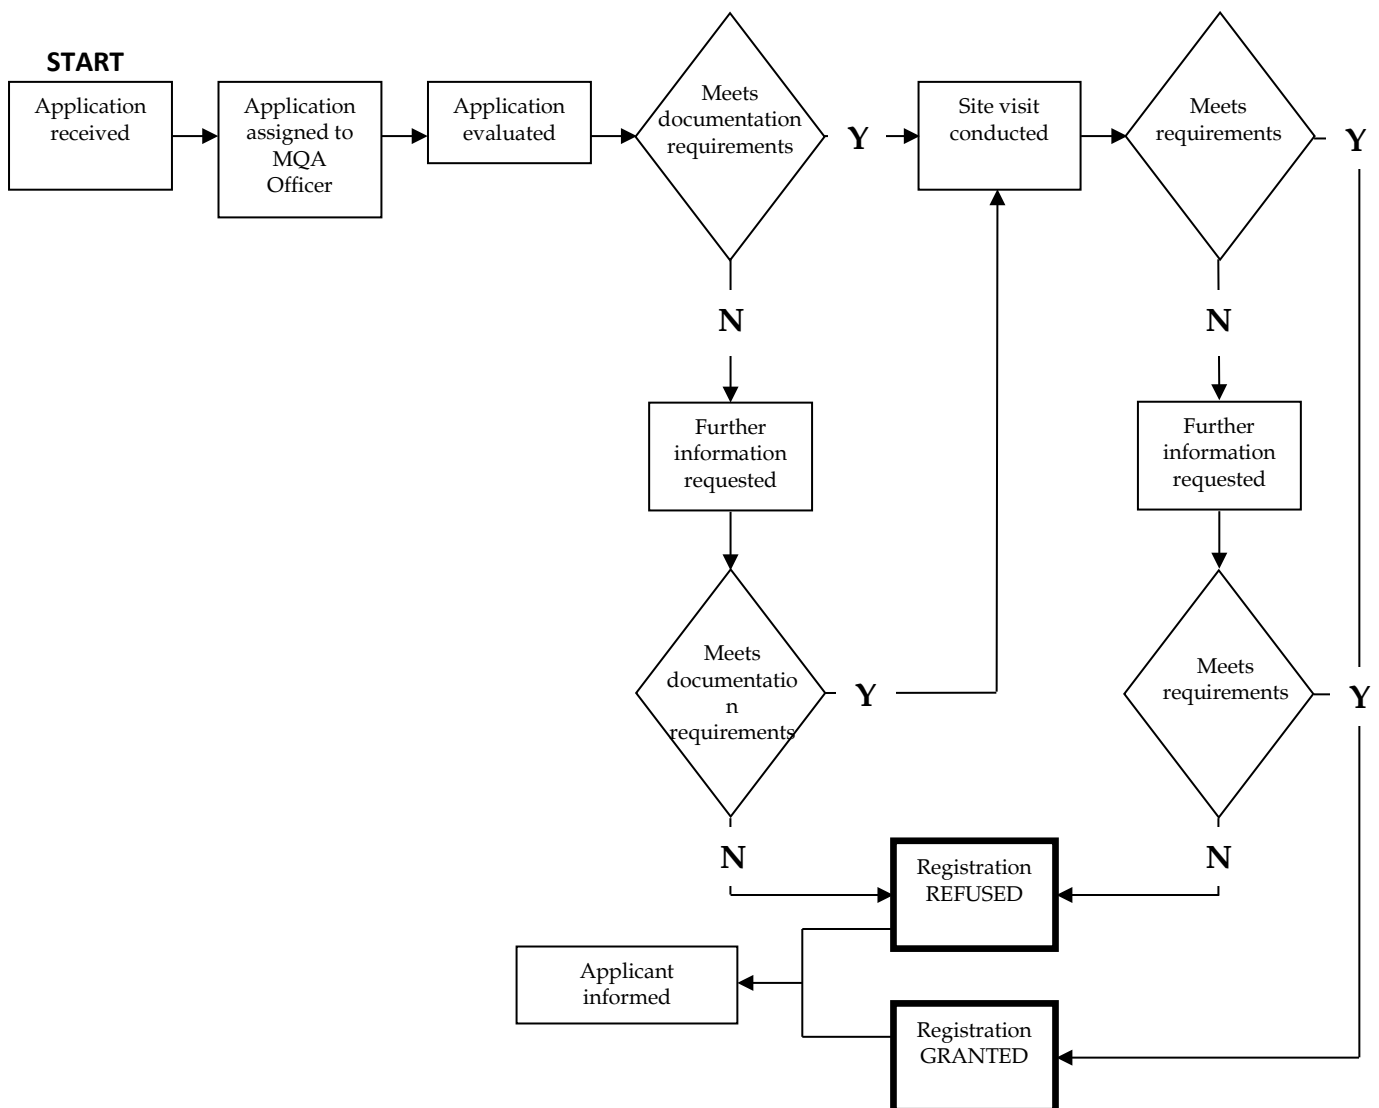 START
Application
received
Application
assigned to
MQA
Officer
Application
evaluated
Meets
documentation
requirements
Y
Site visit
conducted
Meets
requirements
Y
N
N
Further
information
requested
Further
information
requested
Meets
documentatio
n
requirements
Y
Meets
requirements
Y
N
N
Registration
REFUSED
Applicant
informed
Registration
GRANTED